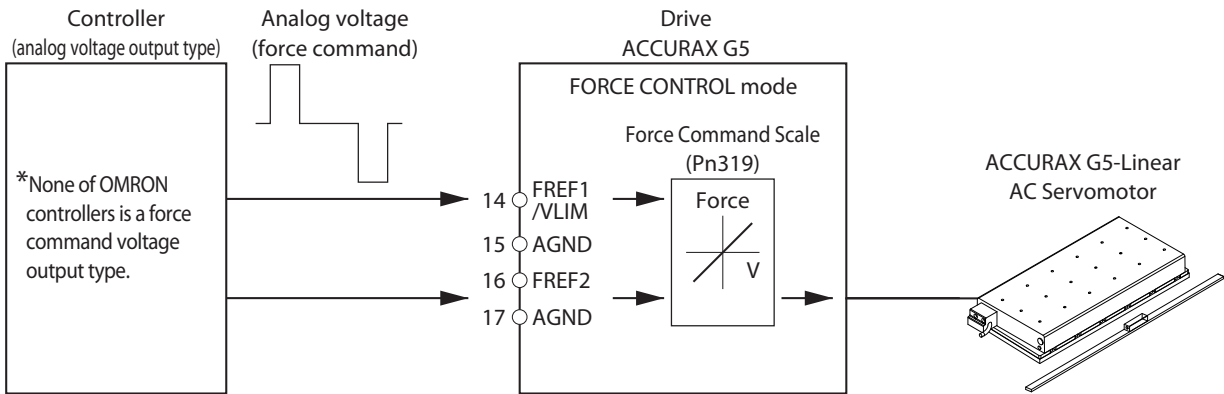 Controller
(analog voltage output type)
Analog voltage
(force command)
Drive
ACCURAX G5
FORCE CONTROL mode
Force Command Scale
(Pn319)
ACCURAX G5-Linear
AC Servomotor
*None of OMRON
controllers is a force
command voltage
output type.
14 FREF1
/VLIM
15 AGND
16 FREF2
17 AGND
Force
V